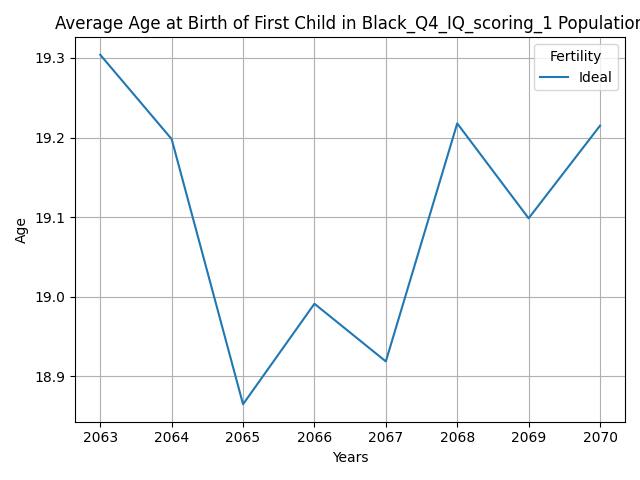 Average Age at Birth of First Child in Black_Q4_IQ_scoring_1 Population
Fertility
Ideal
19.3
19.2
19.1
19.0
18.9
Age
2063 2064 2065 2066 2067 2068 2069 2070
Years